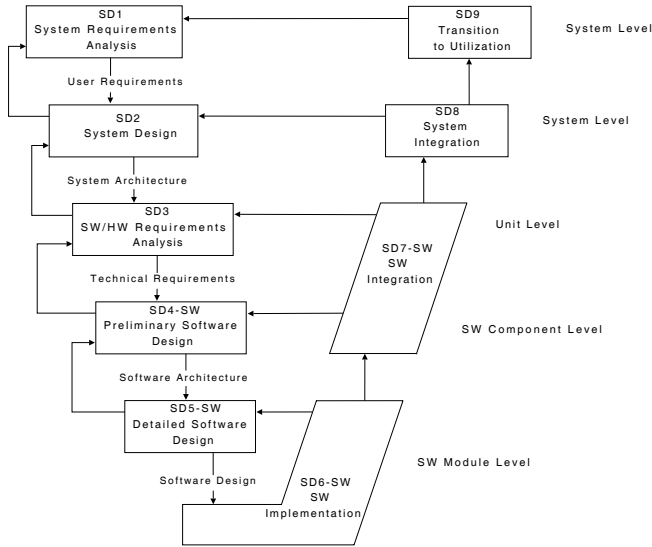 SD1
System Requirements
Analysis
SD9
Transition
to Utilization
System Level
User Requirements
SD2
System Design
SD8
System
Integration
System Level
System Architecture
SD3
SW/HW Requirements
Analysis
Unit Level
SD7-SW
SW
Integration
Technical Requirements
SD4-SW
Preliminary Software
Design
SW Component Level
Software Architecture
SD5-SW
Detailed Software
Design
SW Module Level
Software Design
SD6-SW
SW
Implementation